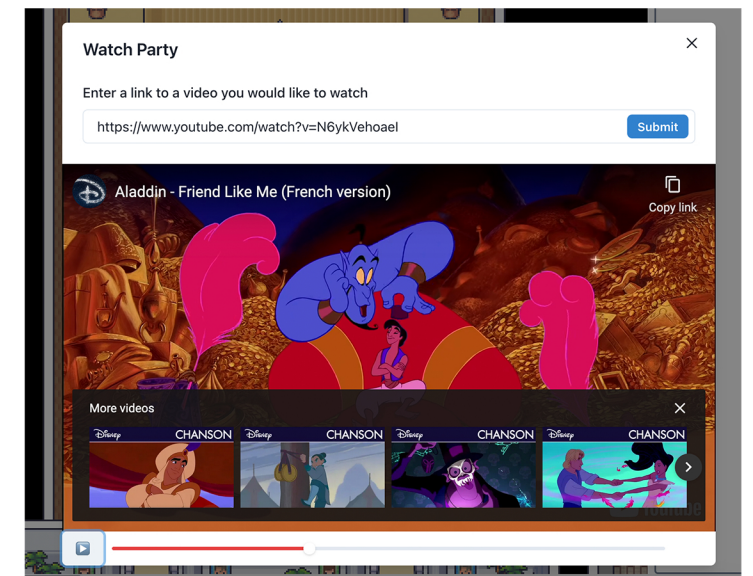 Watch Party
Enter a link to a video you would like to watch
https://www.youtube.com/watch?v=N6ykVehoaeI
Submit
Aladdin - Friend Like Me (French version)
Copy link
More videos
Disney CHANSON
Disney CHANSON
Disney CHANSON
Disney CHANSON
YouTube